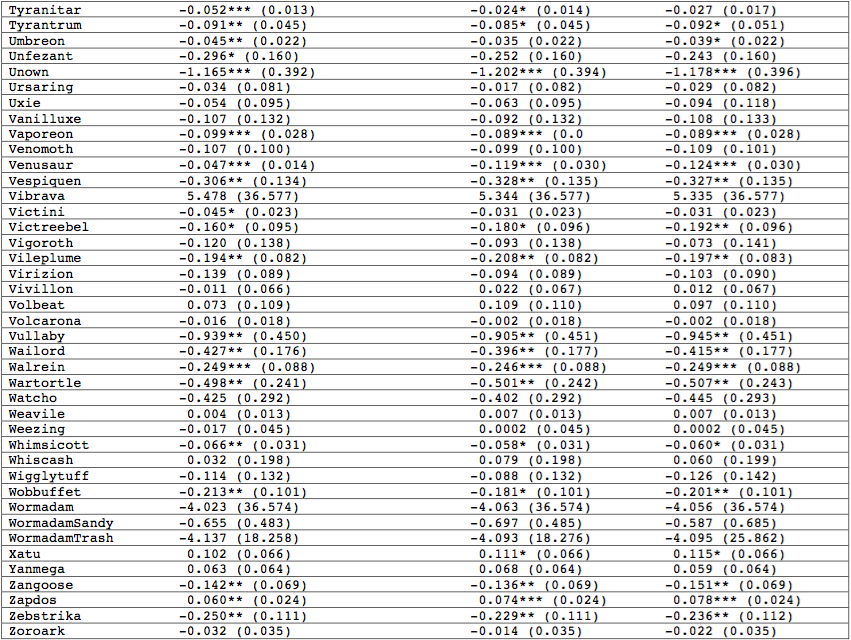 Tyranitar -0.052*** (0.013) -0.024* (0.014) -0.027 (0.017)
Tyrantrum -0.091** (0.045) -0.085* (0.045) -0.092* (0.051)
Umbreon -0.045** (0.022) -0.035 (0.022) -0.039* (0.022)
Unfezant -0.296* (0.160) -0.252 (0.160) -0.243 (0.160)
Unown -1.165*** (0.392) -1.202*** (0.394) -1.178*** (0.396)
Ursaring -0.034 (0.081) -0.017 (0.082) -0.029 (0.082)
Uxie -0.054 (0.095) -0.063 (0.095) -0.094 (0.118)
Vanilluxe -0.107 (0.132) -0.092 (0.132) -0.108 (0.133)
Vaporeon -0.099*** (0.028) -0.089*** (0.0 -0.089*** (0.028)
Venomoth -0.107 (0.100) -0.099 (0.100) -0.109 (0.101)
Venusaur -0.047*** (0.014) -0.119*** (0.030) -0.124*** (0.030)
Vespiquen -0.306** (0.134) -0.328** (0.135) -0.327** (0.135)
Vibrava 5.478 (36.577) 5.344 (36.577) 5.335 (36.577)
Victini -0.045* (0.023) -0.031 (0.023) -0.031 (0.023)
Victreebel -0.160* (0.095) -0.180* (0.096) -0.192** (0.096)
Vigoroth -0.120 (0.138) -0.093 (0.138) -0.073 (0.141)
Vileplume -0.194** (0.082) -0.208** (0.082) -0.197** (0.083)
Virizion -0.139 (0.089) -0.094 (0.089) -0.103 (0.090)
Vivillon -0.011 (0.066) 0.022 (0.067) 0.012 (0.067)
Volbeat 0.073 (0.109) 0.109 (0.110) 0.097 (0.110)
Volcarona -0.016 (0.018) -0.002 (0.018) -0.002 (0.018)
Vullaby -0.939** (0.450) -0.905** (0.451) -0.945** (0.451)
Wailord -0.427** (0.176) -0.396** (0.177) -0.415** (0.177)
Walrein -0.249*** (0.088) -0.246*** (0.088) -0.249*** (0.088)
Wartortle -0.498** (0.241) -0.501** (0.242) -0.507** (0.243)
Watcho -0.425 (0.292) -0.402 (0.292) -0.445 (0.293)
Weavile 0.004 (0.013) 0.007 (0.013) 0.007 (0.013)
Weezing -0.017 (0.045) 0.0002 (0.045) 0.0002 (0.045)
Whimsicott -0.066** (0.031) -0.058* (0.031) -0.060* (0.031)
Whiscash 0.032 (0.198) 0.079 (0.198) 0.060 (0.199)
Wigglytuff -0.114 (0.132) -0.088 (0.132) -0.126 (0.142)
Wobbuffet -0.213** (0.101) -0.181* (0.101) -0.201** (0.101)
Wormadam -4.023 (36.574) -4.063 (36.574) -4.056 (36.574)
WormadamSandy -0.655 (0.483) -0.697 (0.485) -0.587 (0.685)
WormadamTrash -4.137 (18.258) -4.093 (18.276) -4.095 (25.862)
Xatu 0.102 (0.066) 0.111* (0.066) 0.115* (0.066)
Yanmega 0.063 (0.064) 0.068 (0.064) 0.059 (0.064)
Zangoose -0.142** (0.069) -0.136** (0.069) -0.151** (0.069)
Zapdos 0.060** (0.024) 0.074*** (0.024) 0.078*** (0.024)
Zebstrika -0.250** (0.111) -0.229** (0.111) -0.236** (0.112)
Zoroark -0.032 (0.035) -0.014 (0.035) -0.022 (0.035)